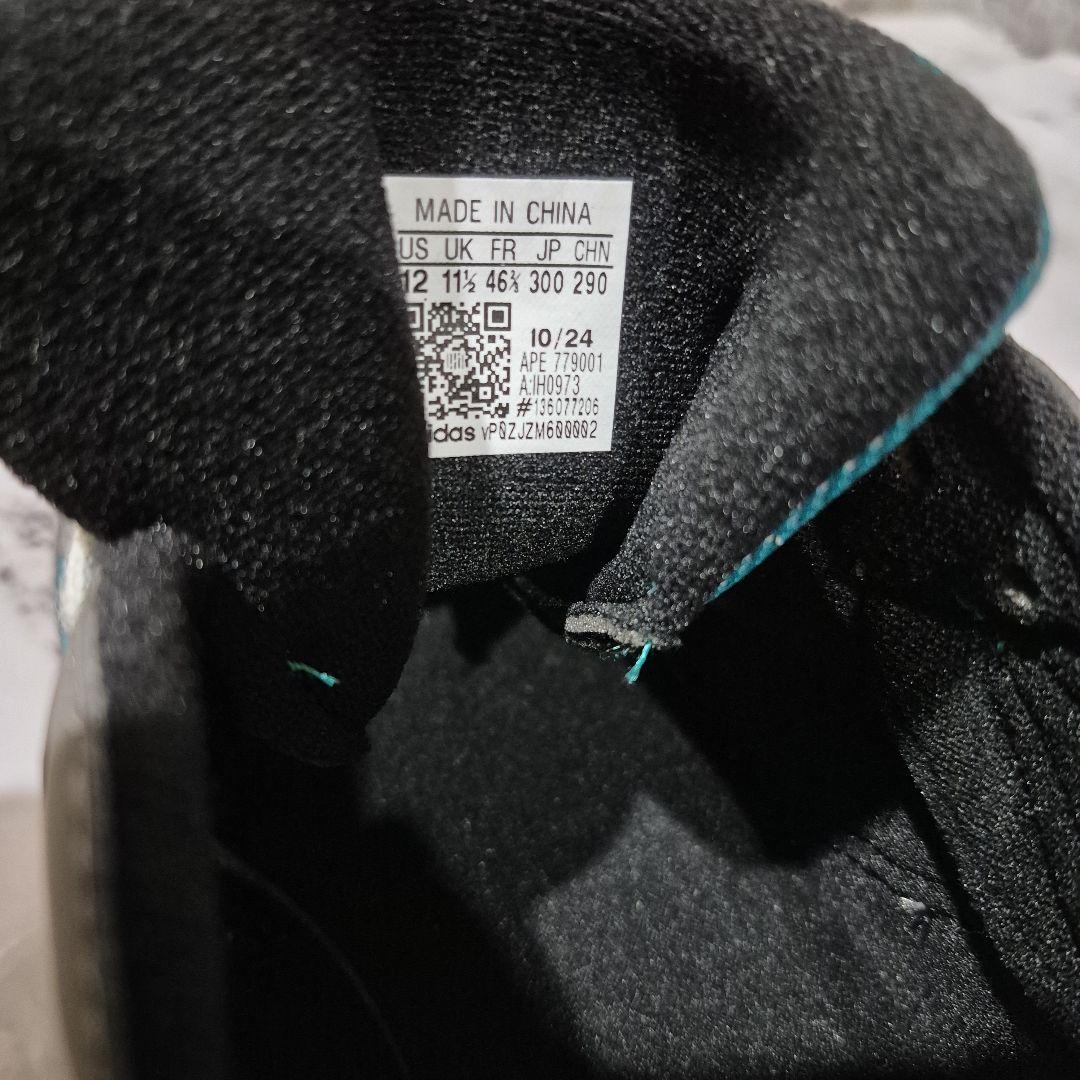 MADE IN CHINA
US UK FR JP CHN
12 11½ 46⅔ 300 290
10/24
APE 779001
A:IH0973
#136077206
adidas vP0ZJZM600002